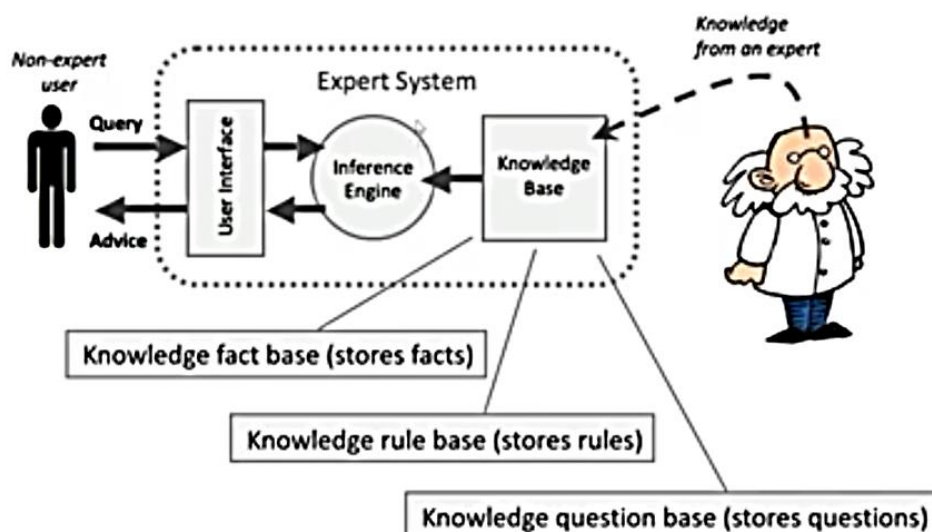 Knowledge
from an expert
Non-expert
user
Expert System
Query
User Interface
Inference
Engine
Knowledge
Base
Advice
Knowledge fact base (stores facts)
Knowledge rule base (stores rules)
Knowledge question base (stores questions)